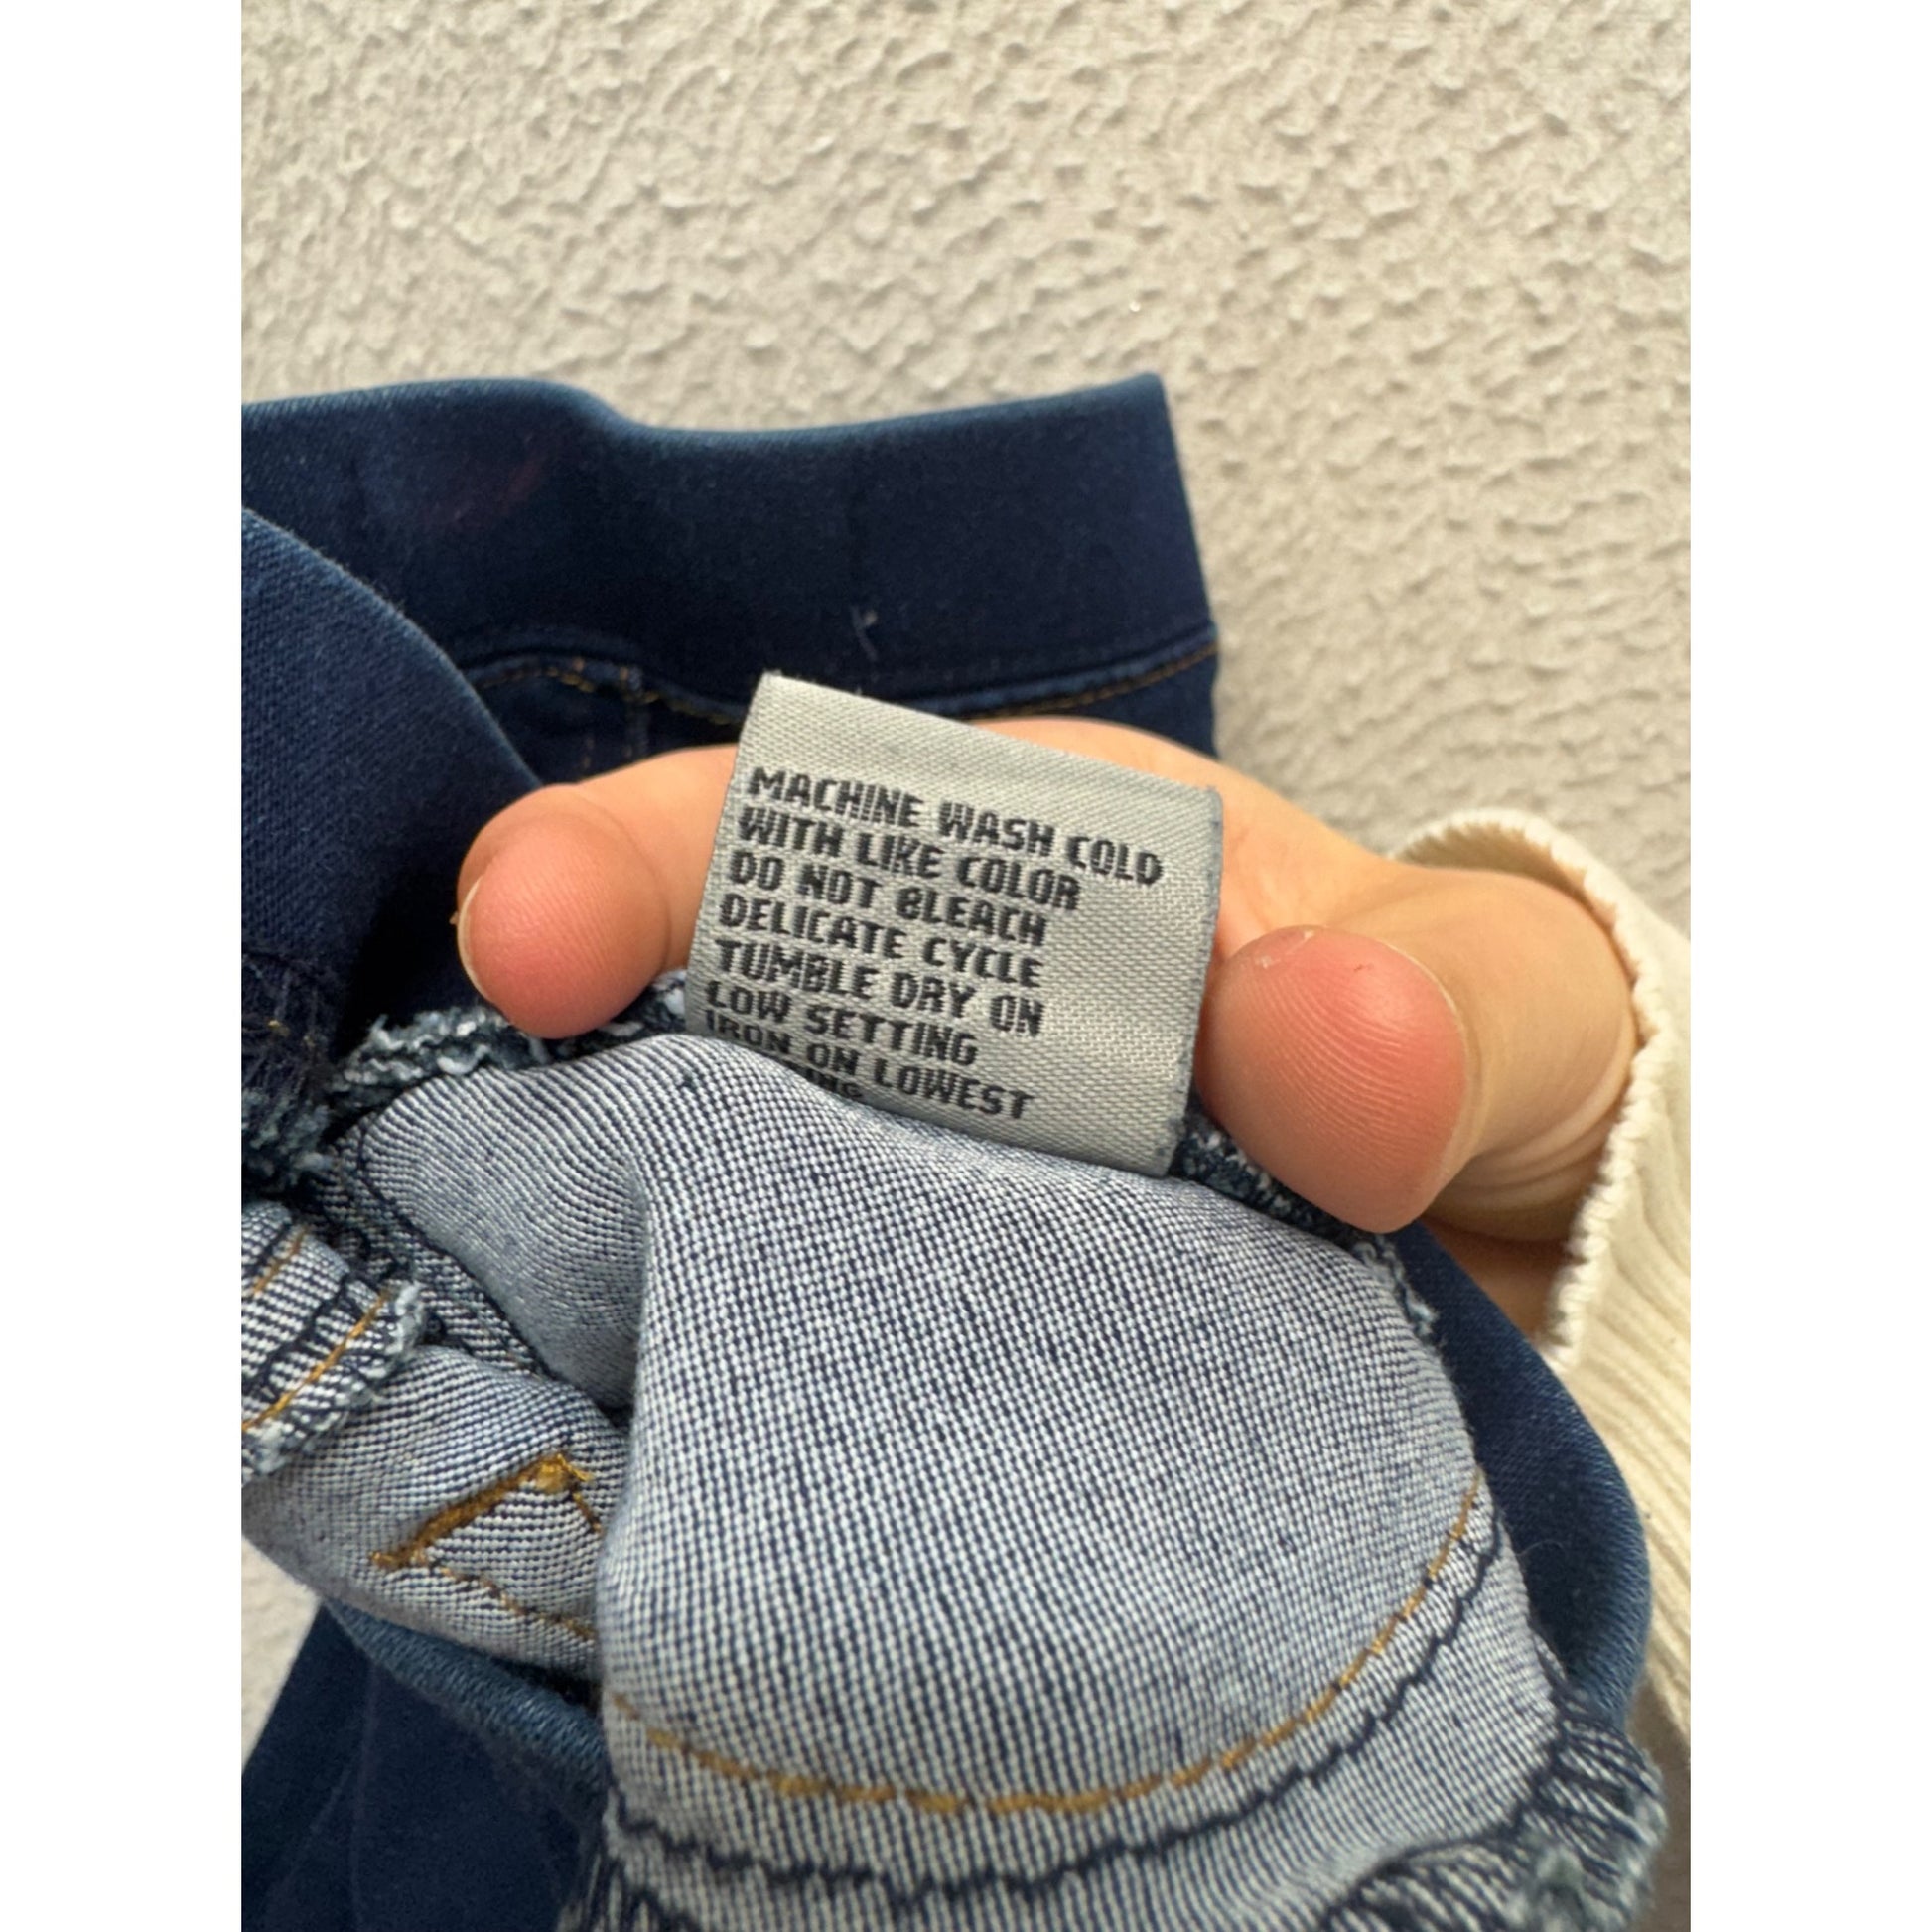 MACHINE WASH COLD
WITH LIKE COLOR
DO NOT BLEACH
DELICATE CYCLE
TUMBLE DRY ON
LOW SETTING
IRON ON LOWEST